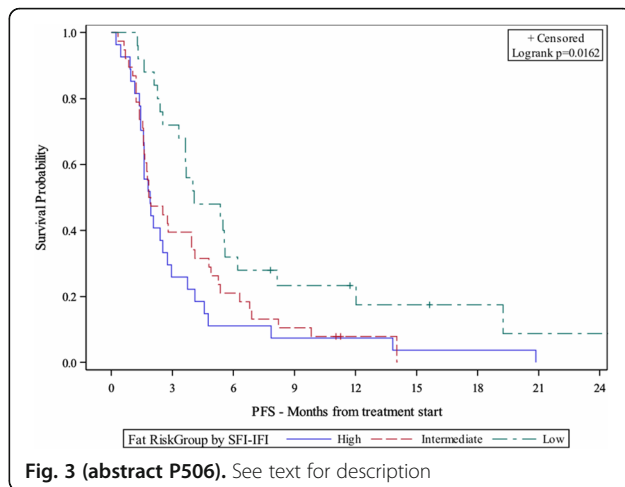 + Censored
Logrank p=0.0162
1.0
0.8
0.6
0.4
0.2
0.0
Survival Probability
0 3 6 9 12 15 18 21 24
PFS - Months from treatment start
Fat RiskGroup by SFI-IFI High Intermediate Low
Fig. 3 (abstract P506). See text for description